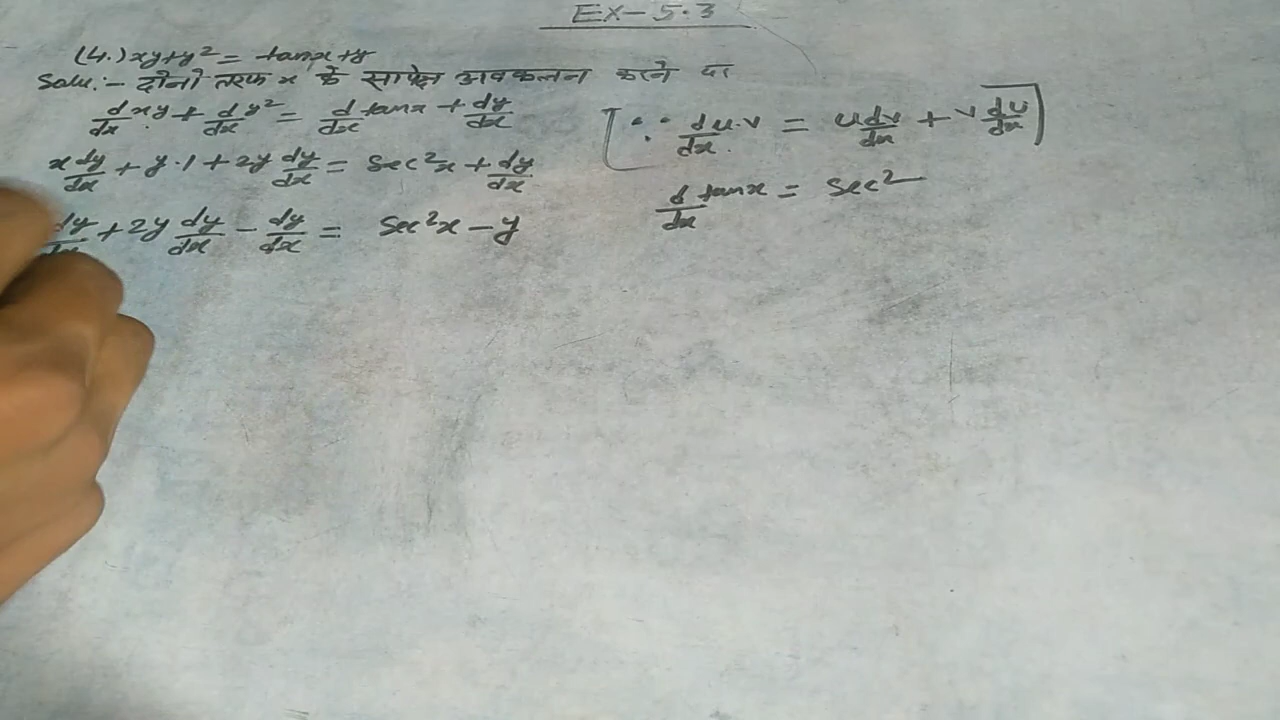 Ex-5.3
(4.) xy+y² = tanx+y
Solu:- दोनों तरफ x के सापेक्ष अवकलन करने पर
d/dx xy + d/dx y² = d/dx tanx + dy/dx
[∵ d/dx u.v = u dv/dx + v du/dx]
x dy/dx + y·1 + 2y dy/dx = Sec²x + dy/dx
d/dx tanx = Sec²
dy/dx + 2y dy/dx - dy/dx = Sec²x - y